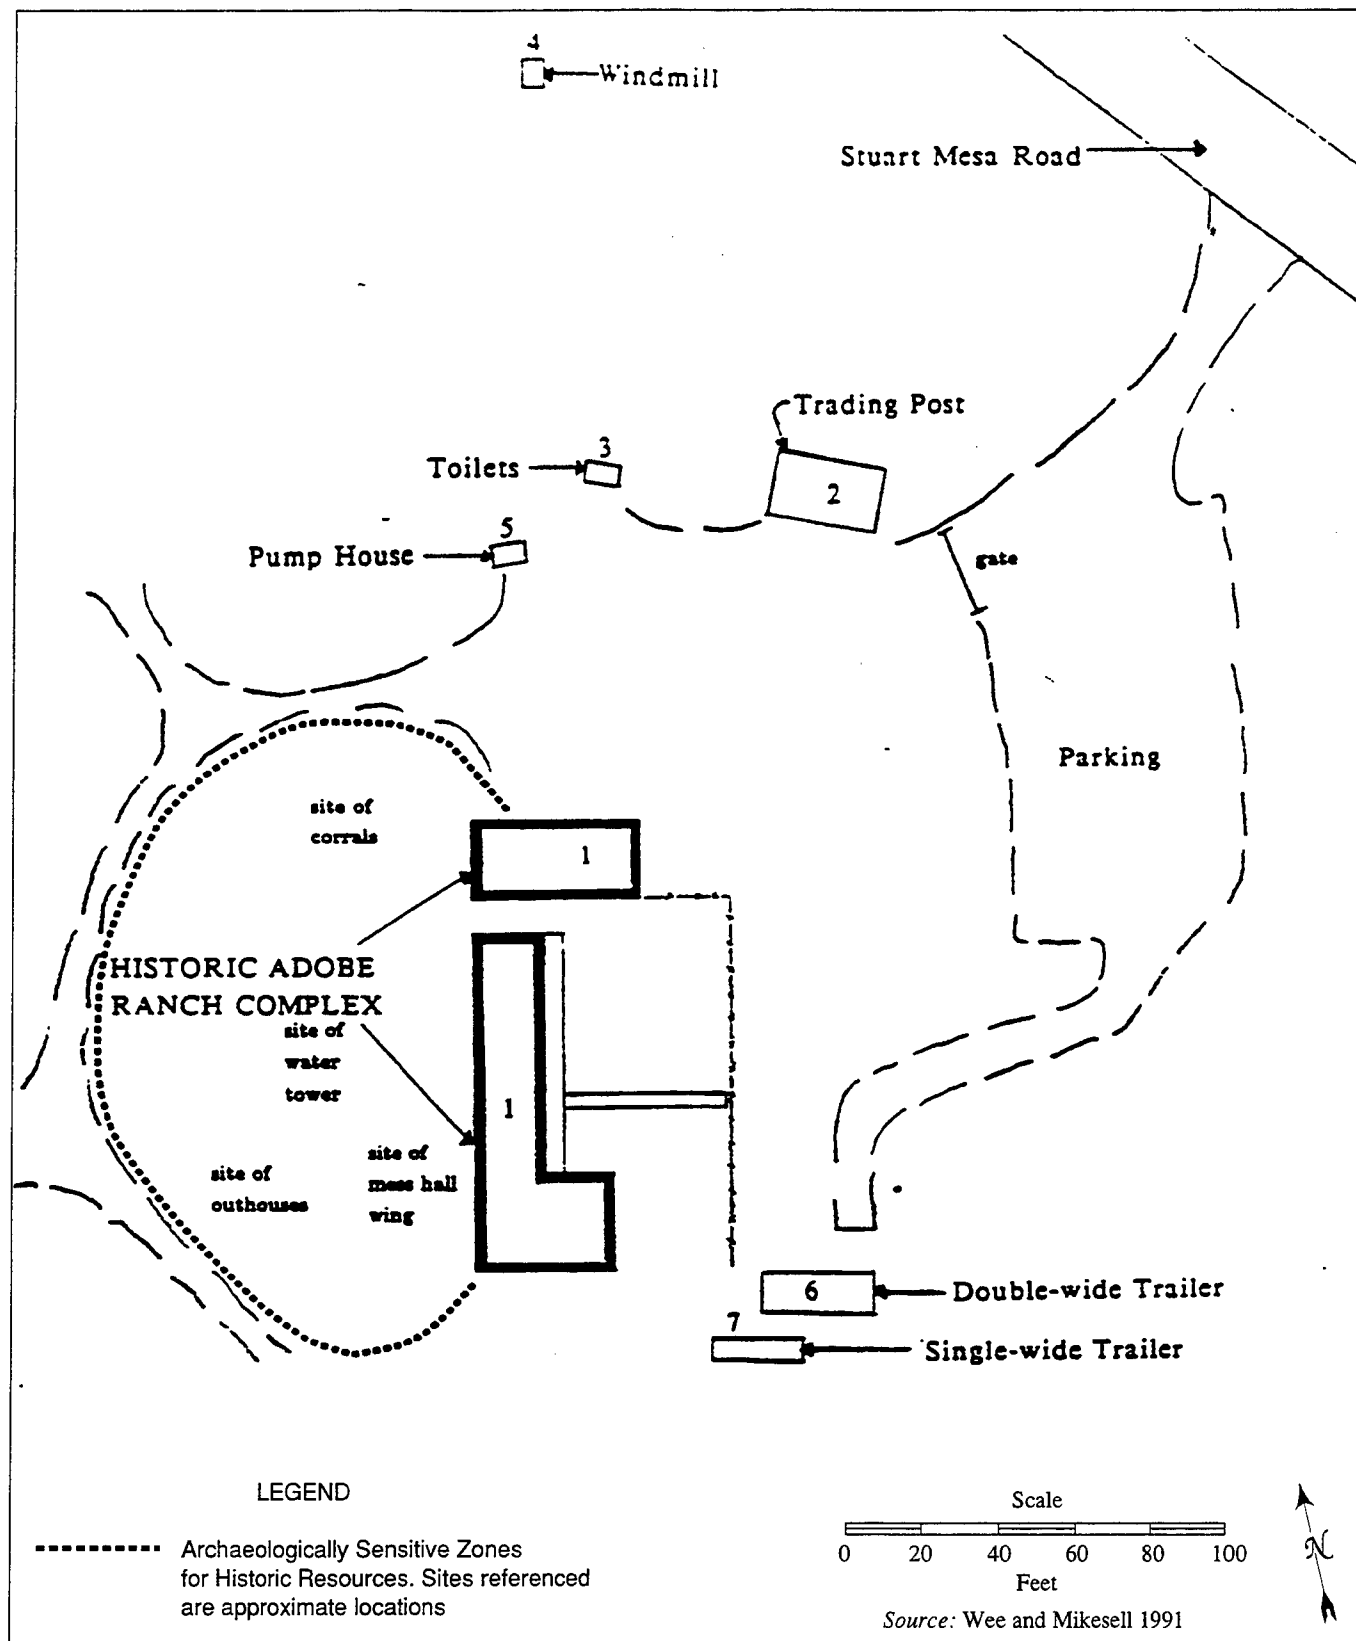 4
Windmill
Stuart Mesa Road
Trading Post
3
Toilets
2
5
Pump House
gate
Parking
site of
corrals
1
HISTORIC ADOBE
RANCH COMPLEX
site of
water
tower
1
site of
mess hall
wing
site of
outhouses
6
Double-wide Trailer
7
Single-wide Trailer
LEGEND
Archaeologically Sensitive Zones
for Historic Resources. Sites referenced
are approximate locations
Scale
0 20 40 60 80 100
Feet
N
Source: Wee and Mikesell 1991